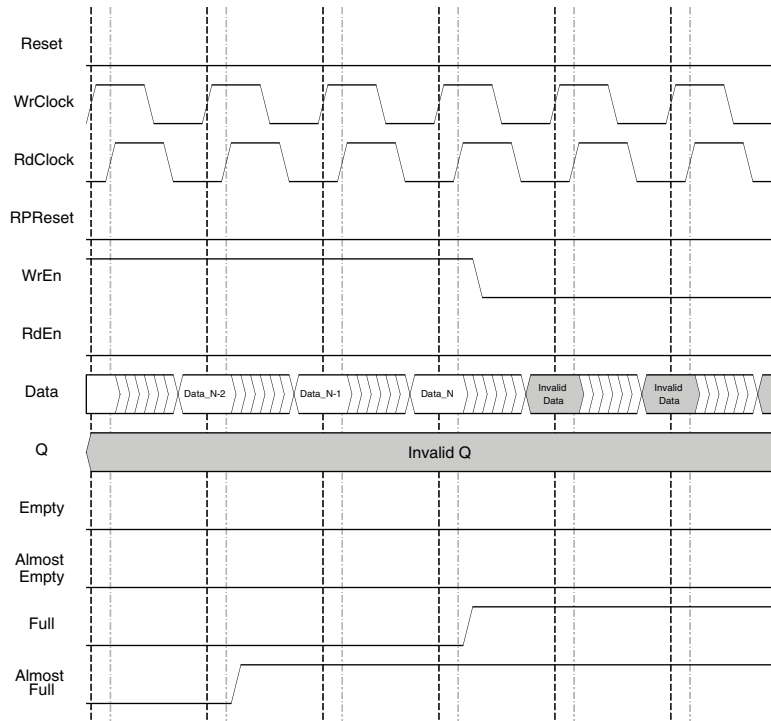 Reset
WrClock
RdClock
RPReset
WrEn
RdEn
Data
Data_N-2
Data_N-1
Data_N
Invalid
Data
Invalid
Data
Q
Invalid Q
Empty
Almost
Empty
Full
Almost
Full